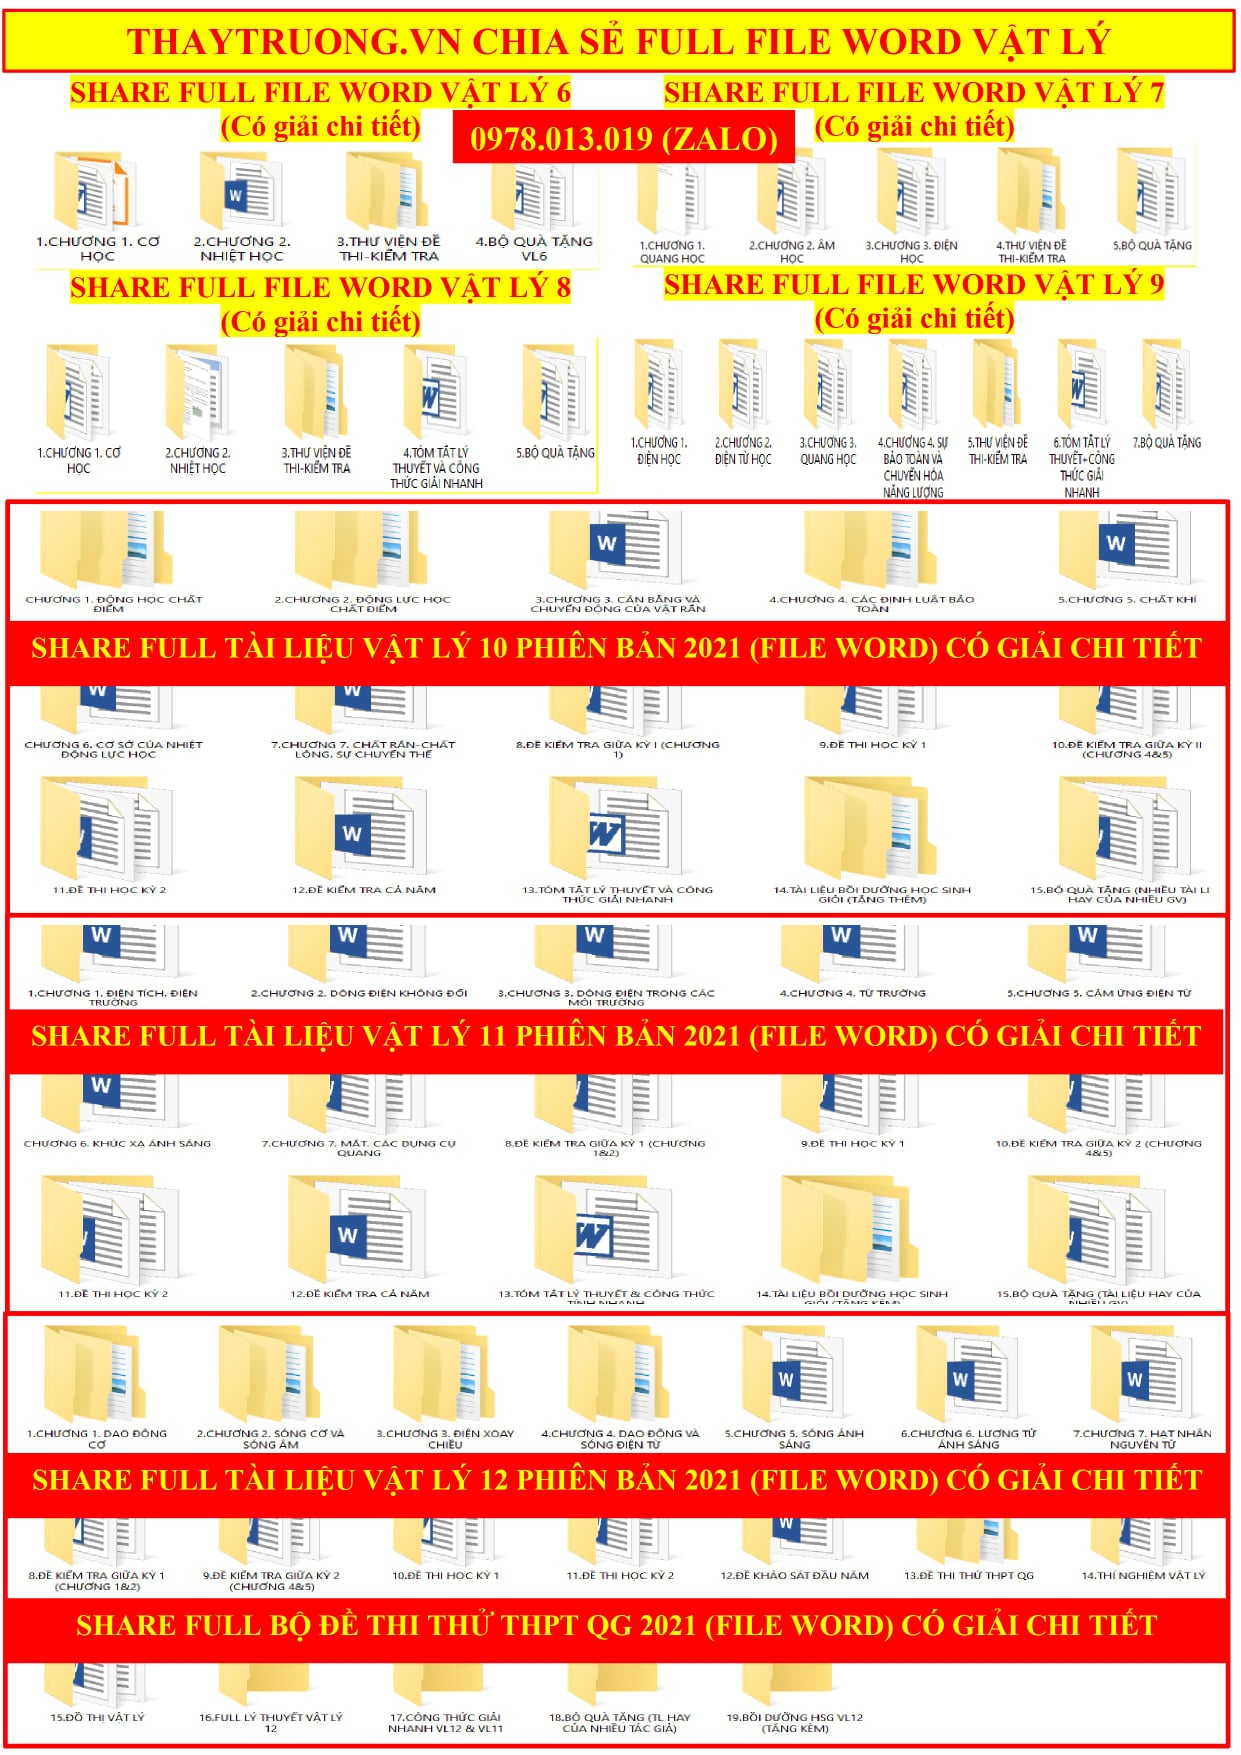 THAYTRUONG.VN CHIA SẺ FULL FILE WORD VẬT LÝ
SHARE FULL FILE WORD VẬT LÝ 6
(Có giải chi tiết)
SHARE FULL FILE WORD VẬT LÝ 7
(Có giải chi tiết)
0978.013.019 (ZALO)
1.CHƯƠNG 1. CƠ
HỌC
2.CHƯƠNG 2.
NHIỆT HỌC
3.THƯ VIỆN ĐỀ
THI-KIỂM TRA
4.BỘ QUÀ TẶNG
VL6
1.CHƯƠNG 1.
QUANG HỌC
2.CHƯƠNG 2. ÂM
HỌC
3.CHƯƠNG 3. ĐIỆN
HỌC
4.THƯ VIỆN ĐỀ
THI-KIỂM TRA
5.BỘ QUÀ TẶNG
SHARE FULL FILE WORD VẬT LÝ 8
(Có giải chi tiết)
SHARE FULL FILE WORD VẬT LÝ 9
(Có giải chi tiết)
1.CHƯƠNG 1. CƠ
HỌC
2.CHƯƠNG 2.
NHIỆT HỌC
3.THƯ VIỆN ĐỀ
THI-KIỂM TRA
4.TÓM TẮT LÝ
THUYẾT VÀ CÔNG
THỨC GIẢI NHANH
5.BỘ QUÀ TẶNG
1.CHƯƠNG 1.
ĐIỆN HỌC
2.CHƯƠNG 2.
ĐIỆN TỪ HỌC
3.CHƯƠNG 3.
QUANG HỌC
4.CHƯƠNG 4. SỰ
BẢO TOÀN VÀ
CHUYỂN HÓA
NĂNG LƯỢNG
5.THƯ VIỆN ĐỀ
THI-KIỂM TRA
6.TÓM TẮT LÝ
THUYẾT+CÔNG
THỨC GIẢI
NHANH
7.BỘ QUÀ TẶNG
CHƯƠNG 1. ĐỘNG HỌC CHẤT
ĐIỂM
2.CHƯƠNG 2. ĐỘNG LỰC HỌC
CHẤT ĐIỂM
3.CHƯƠNG 3. CÂN BẰNG VÀ
CHUYỂN ĐỘNG CỦA VẬT RẮN
4.CHƯƠNG 4. CÁC ĐỊNH LUẬT BẢO
TOÀN
5.CHƯƠNG 5. CHẤT KHÍ
SHARE FULL TÀI LIỆU VẬT LÝ 10 PHIÊN BẢN 2021 (FILE WORD) CÓ GIẢI CHI TIẾT
CHƯƠNG 6. CƠ SỞ CỦA NHIỆT
ĐỘNG LỰC HỌC
7.CHƯƠNG 7. CHẤT RẮN-CHẤT
LỎNG. SỰ CHUYỂN THỂ
8.ĐỀ KIỂM TRA GIỮA KỲ I (CHƯƠNG
1)
9.ĐỀ THI HỌC KỲ 1
10.ĐỀ KIỂM TRA GIỮA KỲ II
(CHƯƠNG 4&5)
11.ĐỀ THI HỌC KỲ 2
12.ĐỀ KIỂM TRA CẢ NĂM
13.TÓM TẮT LÝ THUYẾT VÀ CÔNG
THỨC GIẢI NHANH
14.TÀI LIỆU BỒI DƯỠNG HỌC SINH
GIỎI (TẶNG THÊM)
15.BỘ QUÀ TẶNG (NHIỀU TÀI LI
HAY CỦA NHIỀU GV)
1.CHƯƠNG 1. ĐIỆN TÍCH. ĐIỆN
TRƯỜNG
2.CHƯƠNG 2. DÒNG ĐIỆN KHÔNG ĐỔI
3.CHƯƠNG 3. DÒNG ĐIỆN TRONG CÁC
MÔI TRƯỜNG
4.CHƯƠNG 4. TỪ TRƯỜNG
5.CHƯƠNG 5. CẢM ỨNG ĐIỆN TỪ
SHARE FULL TÀI LIỆU VẬT LÝ 11 PHIÊN BẢN 2021 (FILE WORD) CÓ GIẢI CHI TIẾT
CHƯƠNG 6. KHÚC XẠ ÁNH SÁNG
7.CHƯƠNG 7. MẮT. CÁC DỤNG CỤ
QUANG
8.ĐỀ KIỂM TRA GIỮA KỲ 1 (CHƯƠNG
1&2)
9.ĐỀ THI HỌC KỲ 1
10.ĐỀ KIỂM TRA GIỮA KỲ 2 (CHƯƠNG
4&5)
11.ĐỀ THI HỌC KỲ 2
12.ĐỀ KIỂM TRA CẢ NĂM
13.TÓM TẮT LÝ THUYẾT & CÔNG THỨC
TÍNH NHANH
14.TÀI LIỆU BỒI DƯỠNG HỌC SINH
GIỎI (TẶNG KÈM)
15.BỘ QUÀ TẶNG (TÀI LIỆU HAY CỦA
NHIỀU GV)
1.CHƯƠNG 1. DAO ĐỘNG
CƠ
2.CHƯƠNG 2. SÓNG CƠ VÀ
SÓNG ÂM
3.CHƯƠNG 3. ĐIỆN XOAY
CHIỀU
4.CHƯƠNG 4. DAO ĐỘNG VÀ
SÓNG ĐIỆN TỪ
5.CHƯƠNG 5. SÓNG ÁNH
SÁNG
6.CHƯƠNG 6. LƯỢNG TỬ
ÁNH SÁNG
7.CHƯƠNG 7. HẠT NHÂN
NGUYÊN TỬ
SHARE FULL TÀI LIỆU VẬT LÝ 12 PHIÊN BẢN 2021 (FILE WORD) CÓ GIẢI CHI TIẾT
8.ĐỀ KIỂM TRA GIỮA KỲ 1
(CHƯƠNG 1&2)
9.ĐỀ KIỂM TRA GIỮA KỲ 2
(CHƯƠNG 4&5)
10.ĐỀ THI HỌC KỲ 1
11.ĐỀ THI HỌC KỲ 2
12.ĐỀ KHẢO SÁT ĐẦU NĂM
13.ĐỀ THI THỬ THPT QG
14.THÍ NGHIỆM VẬT LÝ
SHARE FULL BỘ ĐỀ THI THỬ THPT QG 2021 (FILE WORD) CÓ GIẢI CHI TIẾT
15.ĐỒ THỊ VẬT LÝ
16.FULL LÝ THUYẾT VẬT LÝ
12
17.CÔNG THỨC GIẢI
NHANH VL12 & VL11
18.BỘ QUÀ TẶNG (TL HAY
CỦA NHIỀU TÁC GIẢ)
19.BỒI DƯỠNG HSG VL12
(TẶNG KÈM)